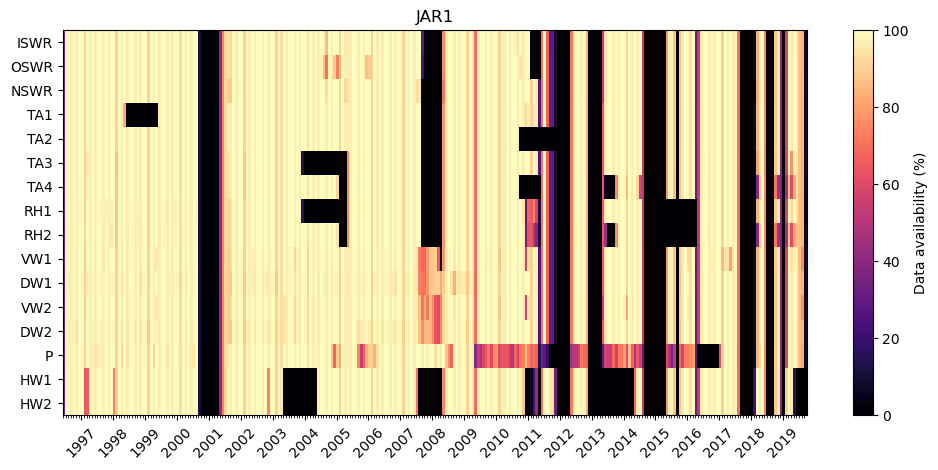 JAR1
ISWR
OSWR
NSWR
TA1
TA2
TA3
TA4
RH1
RH2
VW1
DW1
VW2
DW2
P
HW1
HW2
1997
1998
1999
2000
2001
2002
2003
2004
2005
2006
2007
2008
2009
2010
2011
2012
2013
2014
2015
2016
2017
2018
2019
100
80
60
40
20
0
Data availability (%)